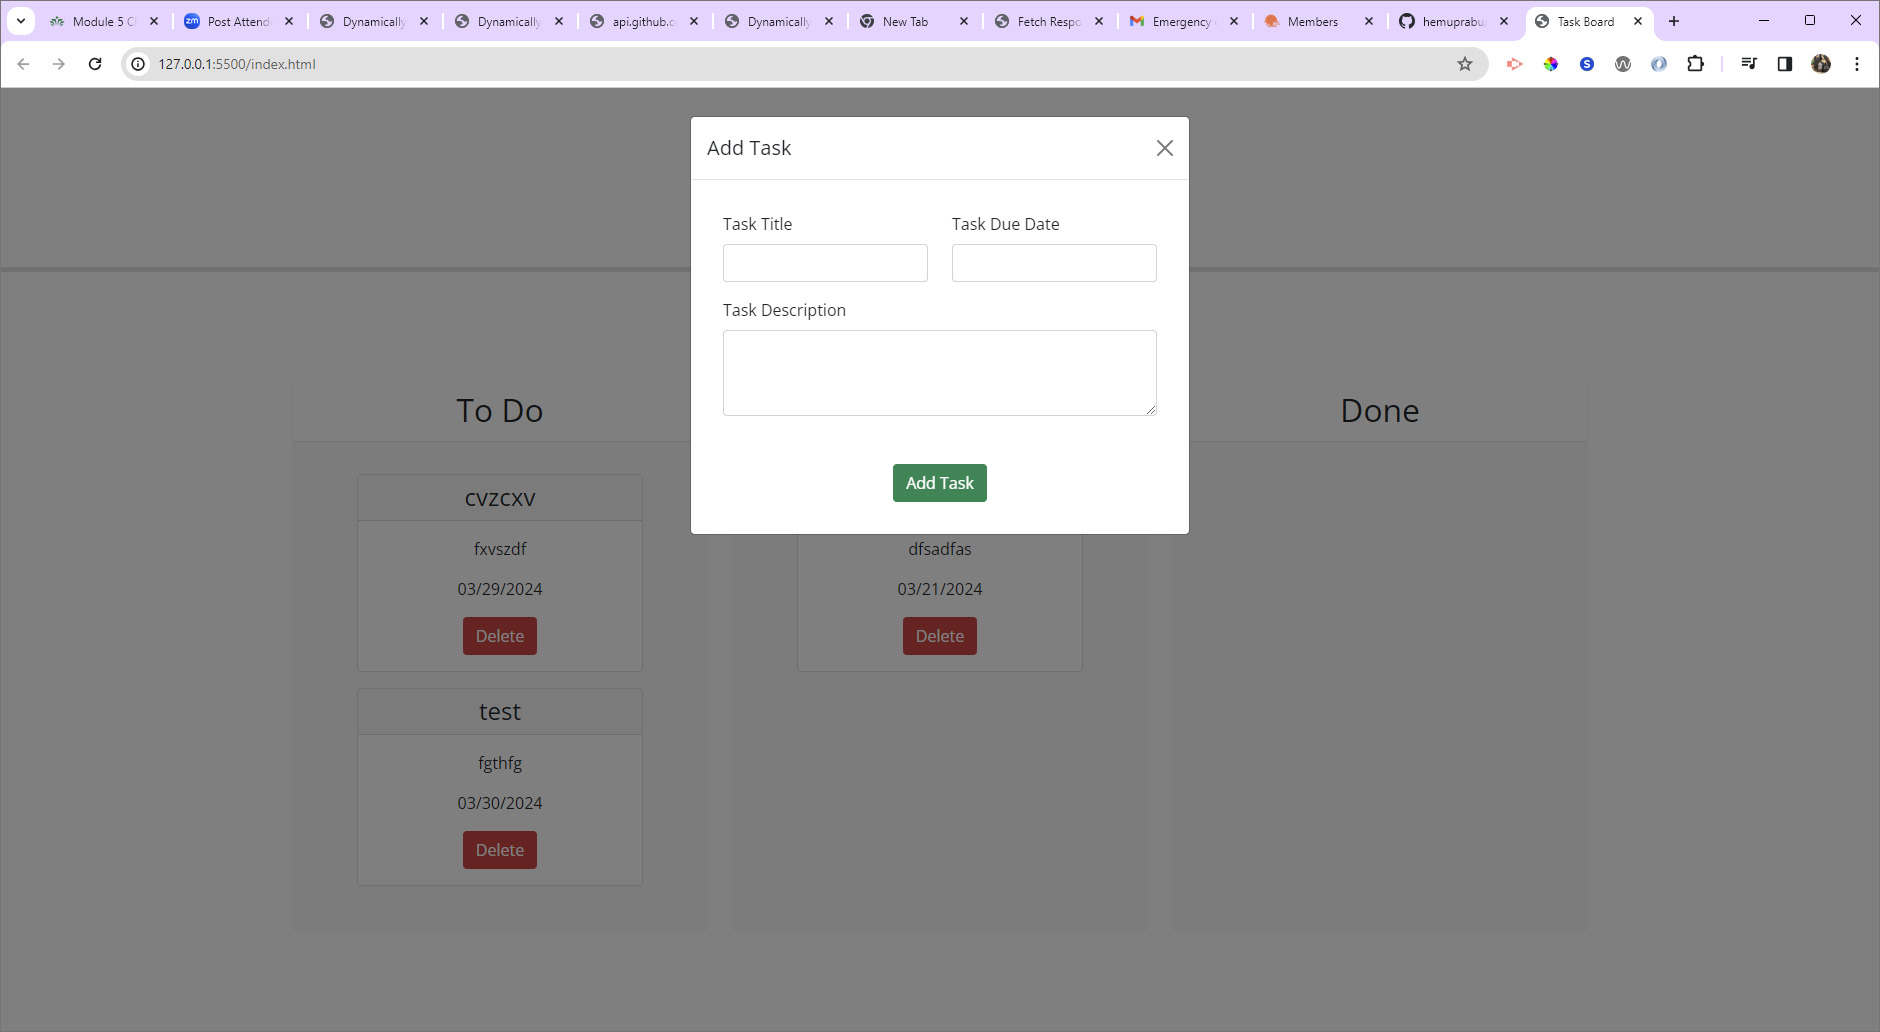 Module 5 C
Post Attend
Dynamically
Dynamically
api.github.c
Dynamically
New Tab
Fetch Respo
Emergency
Members
hemuprabu
Task Board
127.0.0.1:5500/index.html
Add Task
Task Title
Task Due Date
Task Description
Add Task
To Do
Done
cvzcxv
fxvszdf
03/29/2024
Delete
dfsadfas
03/21/2024
Delete
test
fgthfg
03/30/2024
Delete